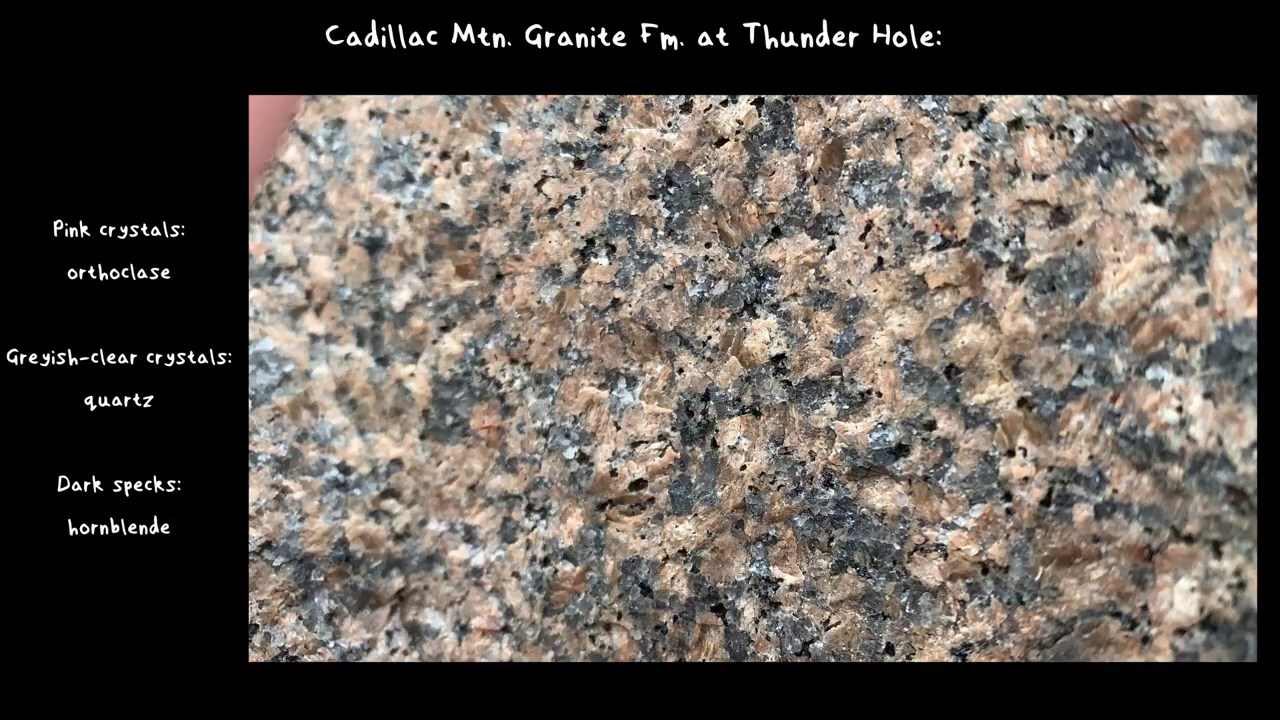 Cadillac Mtn. Granite Fm. at Thunder Hole:
Pink crystals:
orthoclase
Greyish-clear crystals:
quartz
Dark specks:
hornblende